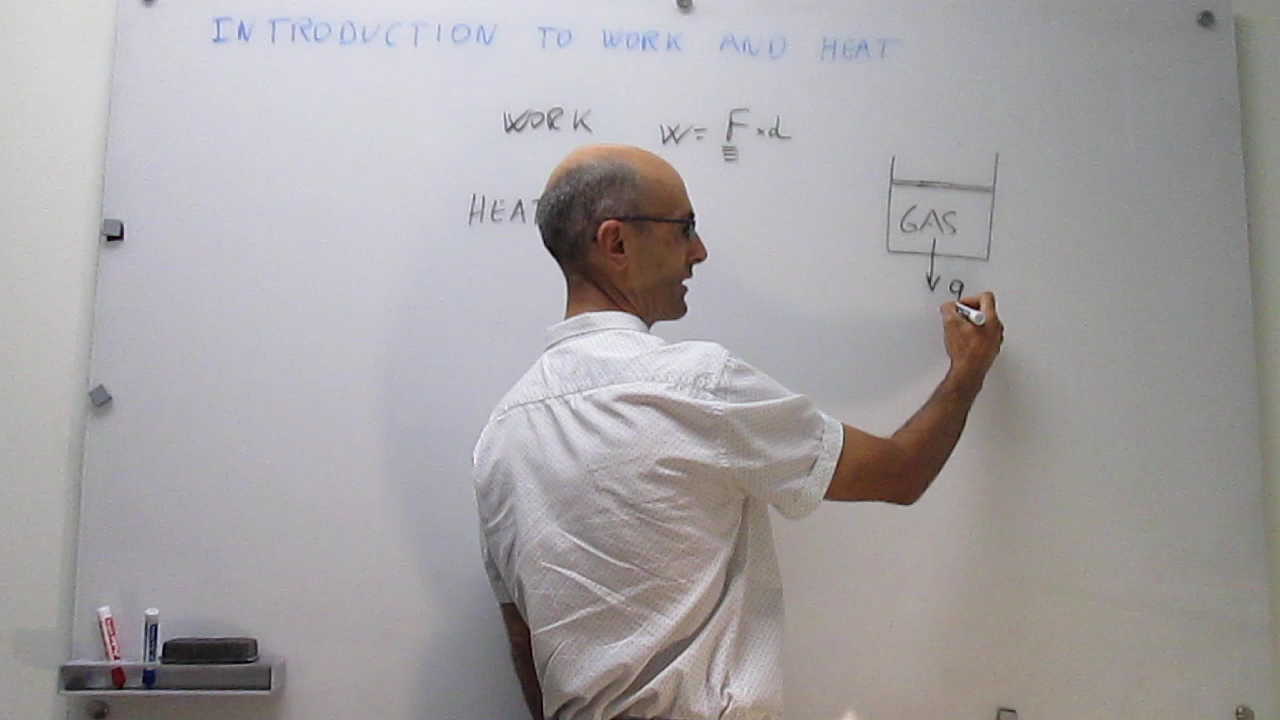 INTRODUCTION TO WORK AND HEAT
WORK W = F × d
HEAT
GAS
q